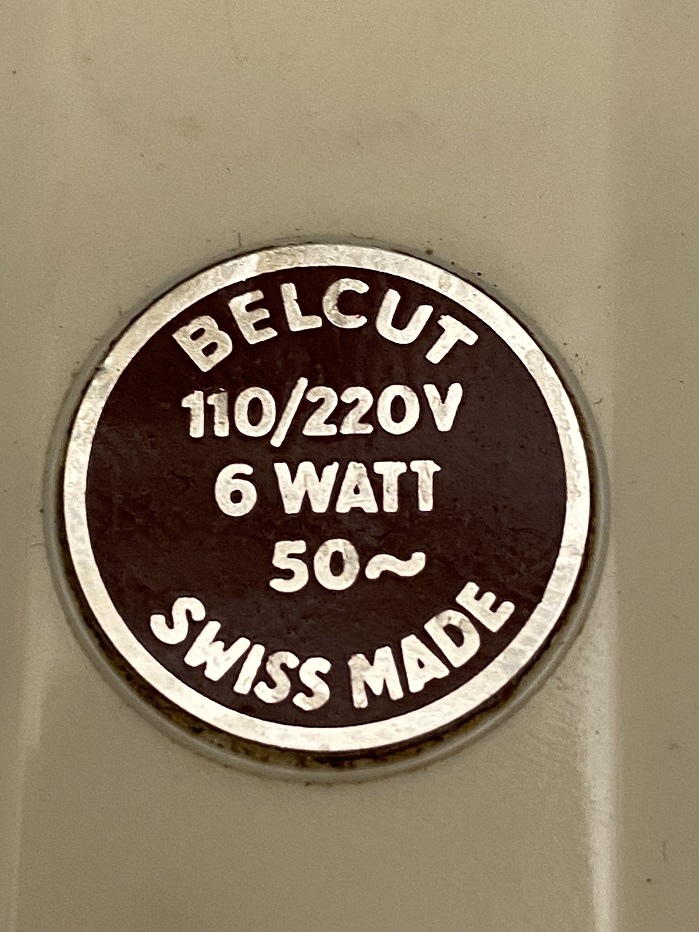 BELCUT
110/220V
6 WATT
50~
SWISS MADE